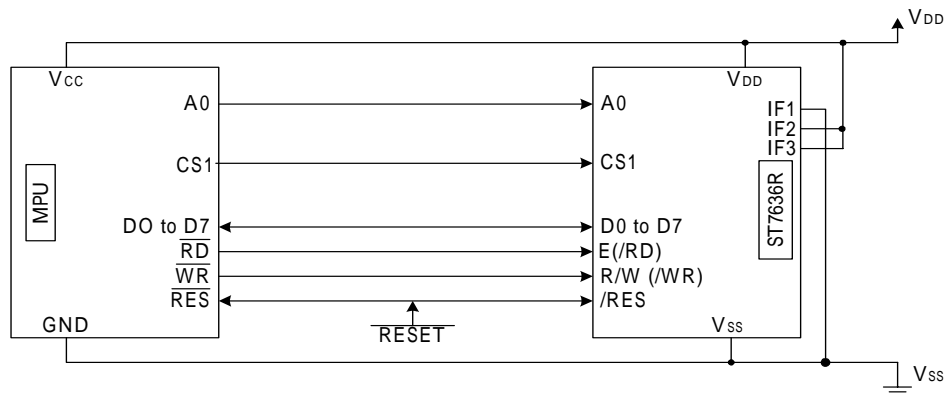 VDD
VCC
VDD
A0
A0
IF1
IF2
IF3
CS1
CS1
MPU
ST7636R
DO to D7
D0 to D7
RD
E(/RD)
WR
R/W (/WR)
RES
/RES
RESET
GND
VSS
VSS